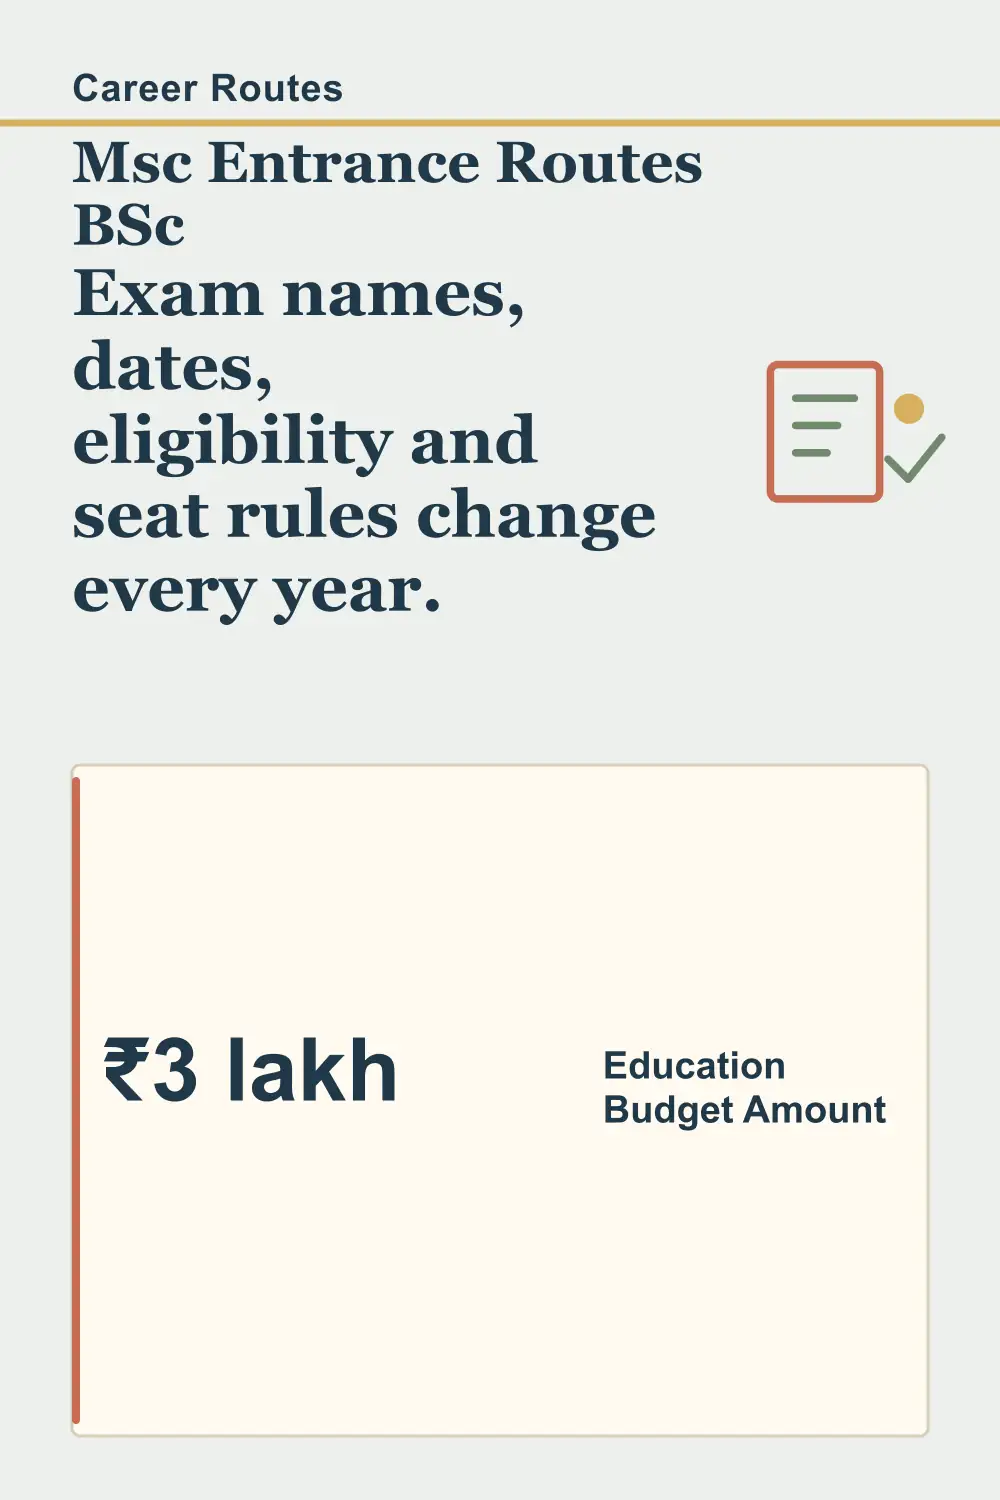 Career Routes
Msc Entrance Routes
BSc
Exam names,
dates,
eligibility and
seat rules change
every year.
₹3 lakh
Education
Budget Amount